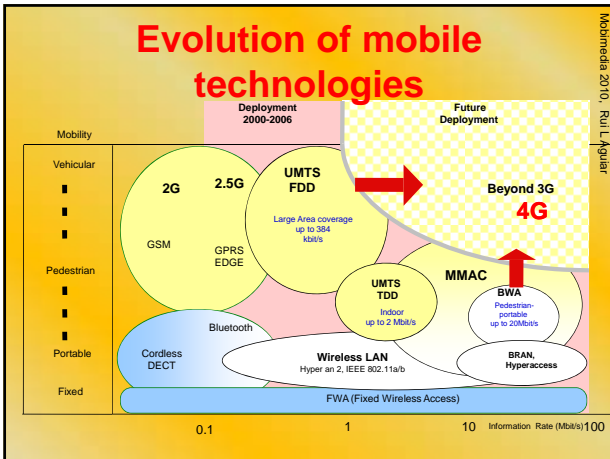 Evolution of mobile
technologies
Mobimedia 2010, Rui L Aguiar
Deployment
2000-2006
Future
Deployment
Mobility
Vehicular
2G
2.5G
UMTS
FDD
Beyond 3G
4G
Large Area coverage
up to 384
kbit/s
GSM
GPRS
EDGE
Pedestrian
UMTS
TDD
Indoor
up to 2 Mbit/s
MMAC
BWA
Pedestrian-
portable
up to 20Mbit/s
Bluetooth
Portable
Cordless
DECT
Wireless LAN
Hyper an 2, IEEE 802.11a/b
BRAN,
Hyperaccess
Fixed
FWA (Fixed Wireless Access)
0.1
1
10
Information Rate (Mbit/s)
100